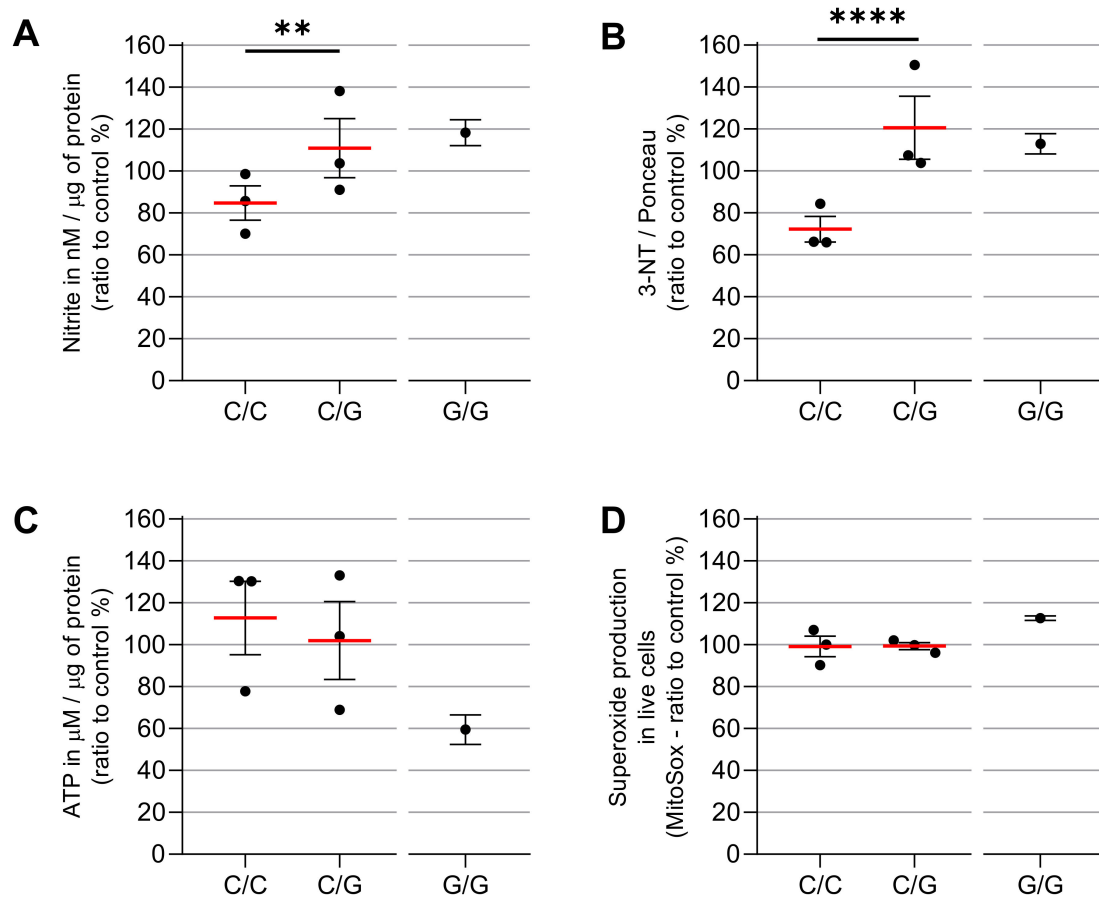 A
**
Nitrite in nM / μg of protein
(ratio to control %)
160
140
120
100
80
60
40
20
0
C/C C/G G/G
B
****
3-NT / Ponceau
(ratio to control %)
160
140
120
100
80
60
40
20
0
C/C C/G G/G
C
ATP in μM / μg of protein
(ratio to control %)
160
140
120
100
80
60
40
20
0
C/C C/G G/G
D
Superoxide production
in live cells
(MitoSox - ratio to control %)
160
140
120
100
80
60
40
20
0
C/C C/G G/G